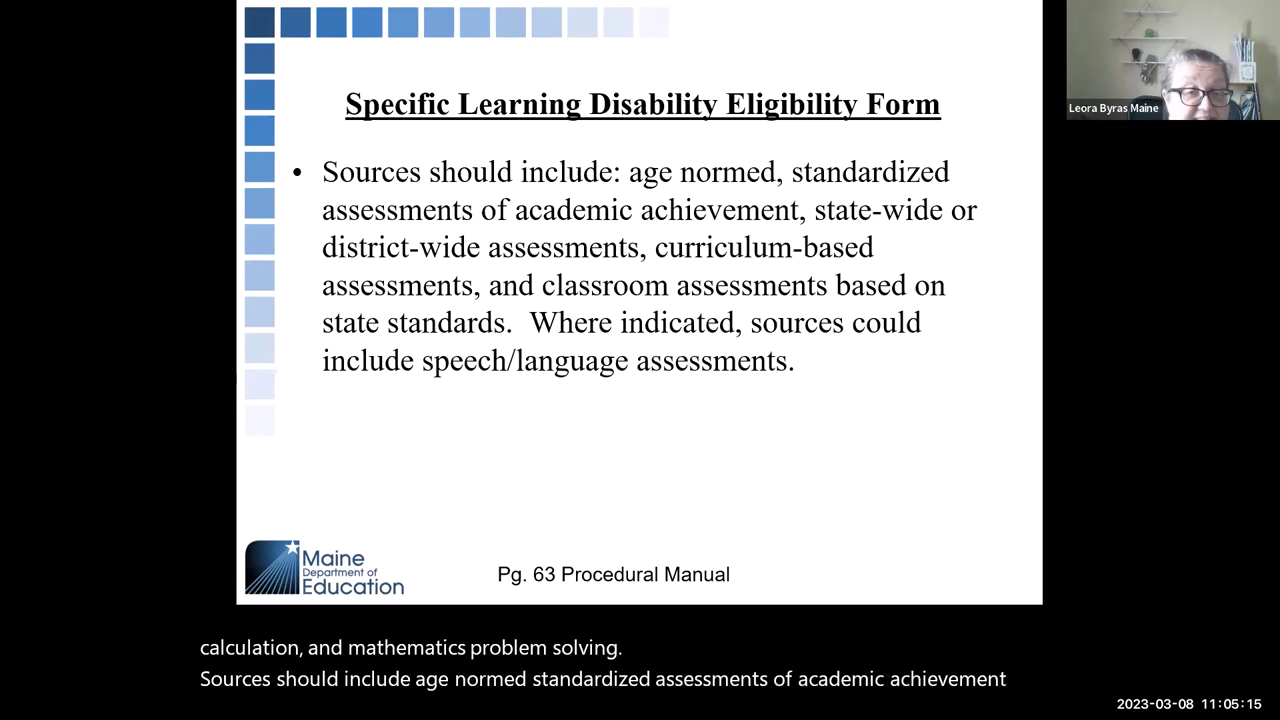 Specific Learning Disability Eligibility Form
• Sources should include: age normed, standardized
assessments of academic achievement, state-wide or
district-wide assessments, curriculum-based
assessments, and classroom assessments based on
state standards.  Where indicated, sources could
include speech/language assessments.
Maine
Department of
Education
Pg. 63 Procedural Manual
Leora Byras Maine
calculation, and mathematics problem solving.
Sources should include age normed standardized assessments of academic achievement
2023-03-08 11:05:15